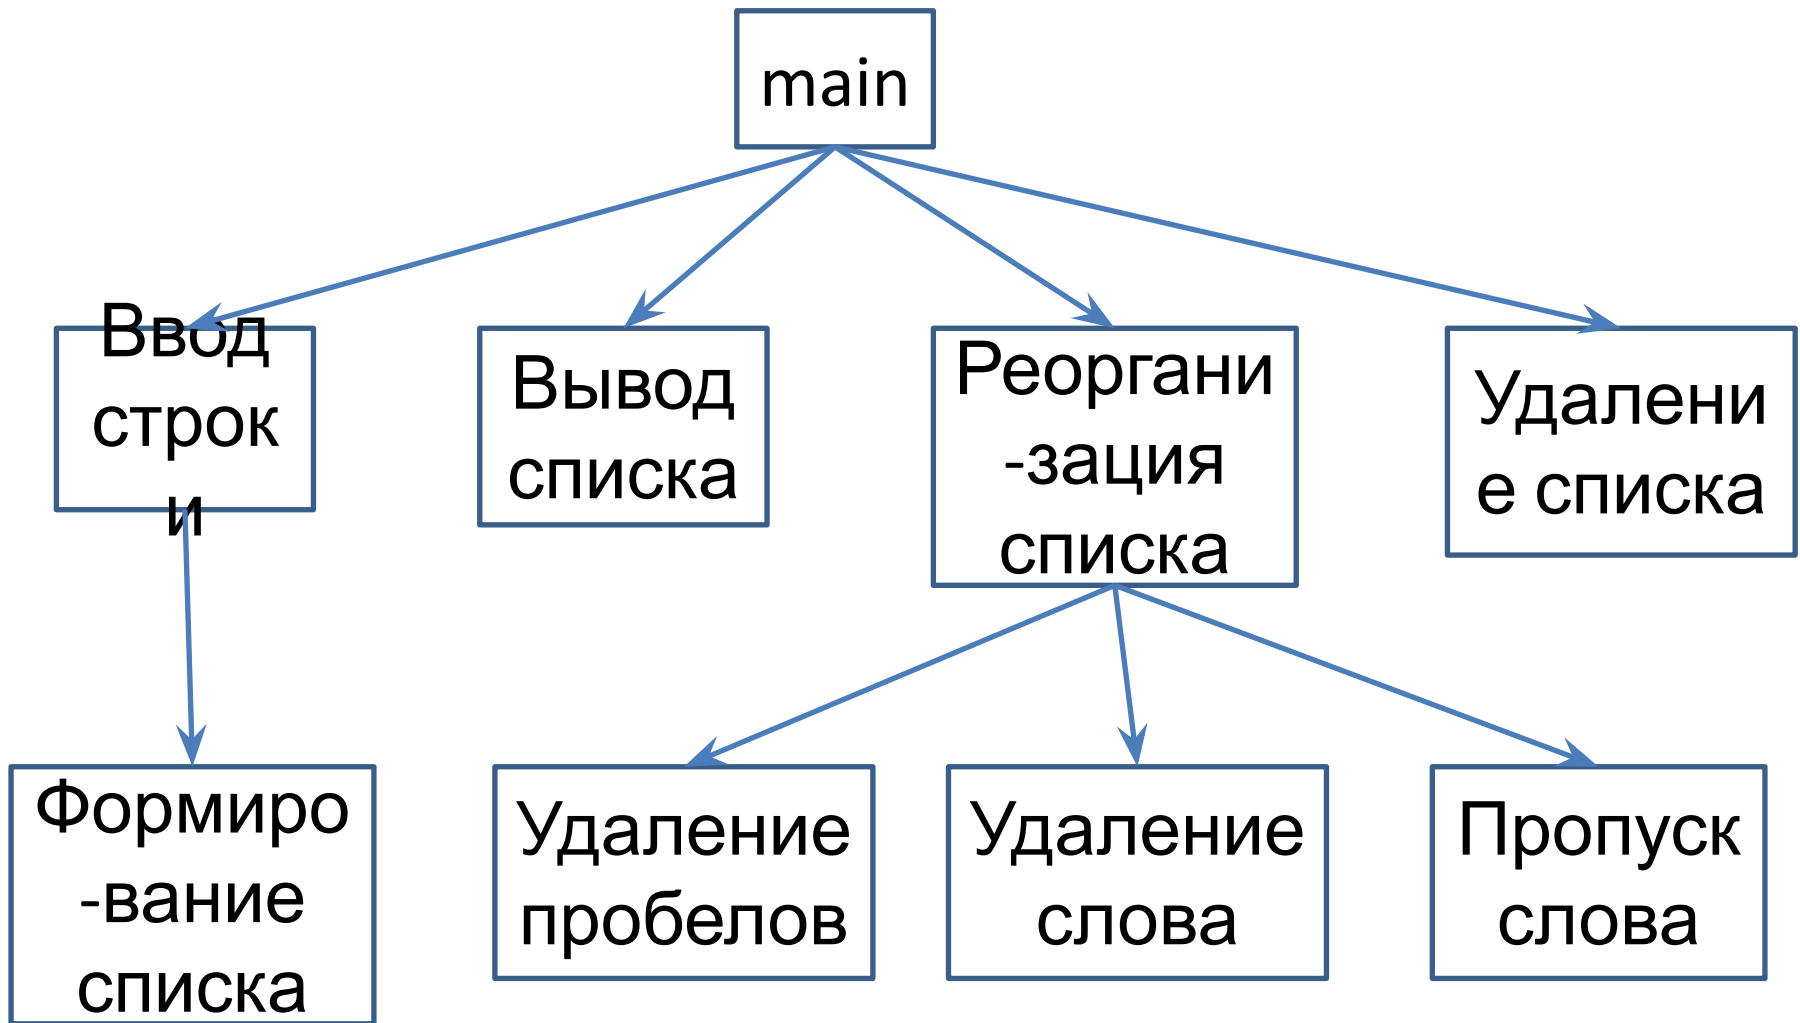 main
Ввод
строк
и
Вывод
списка
Реоргани
-зация
списка
Удалени
е списка
Формиро
-вание
списка
Удаление
пробелов
Удаление
слова
Пропуск
слова